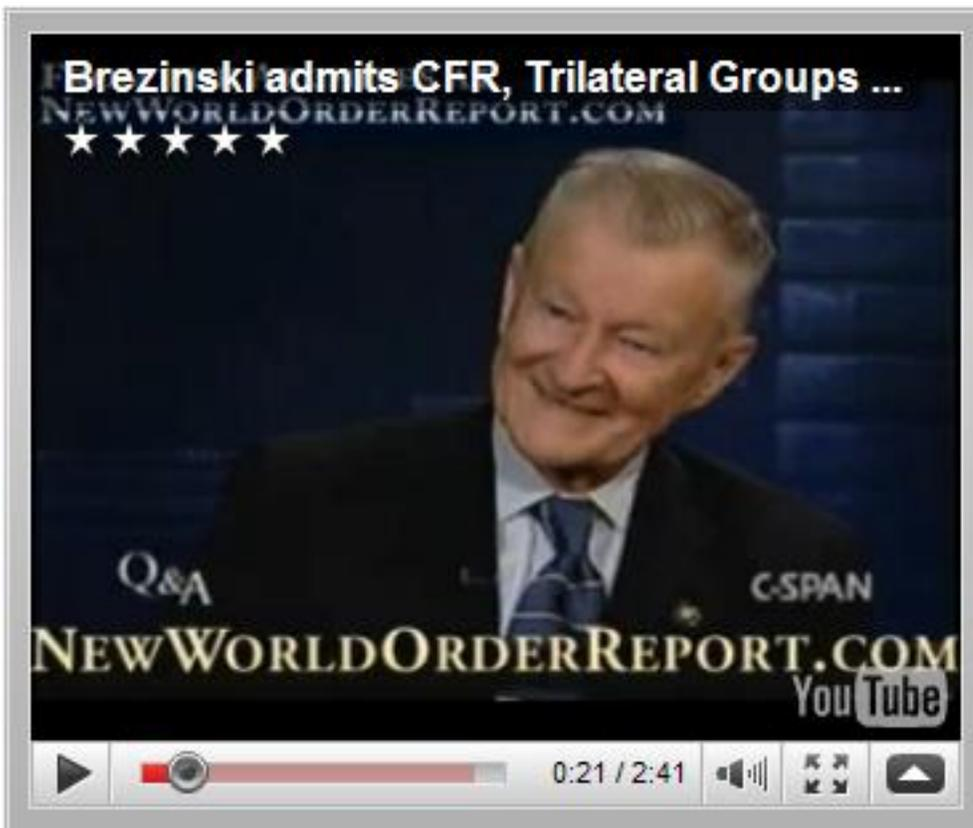 Brezinski admits CFR, Trilateral Groups ...
NEWWORLDORDERREPORT.COM
Q&A
C-SPAN
NEWWORLDORDERREPORT.COM
YouTube
0:21 / 2:41